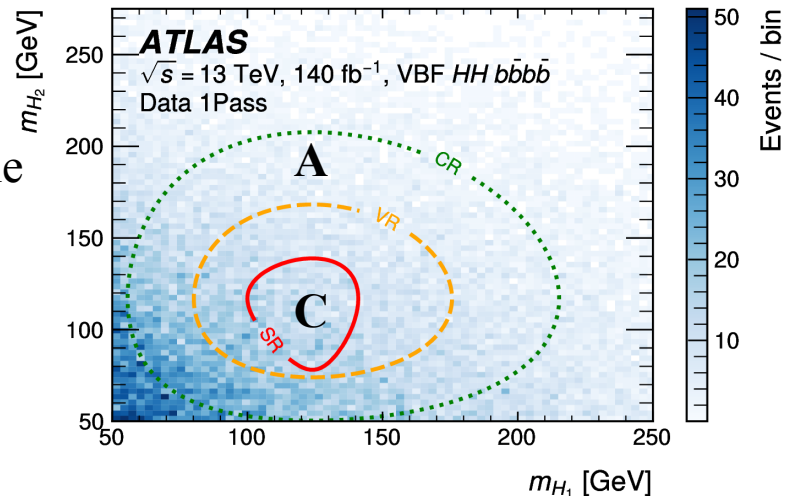 ATLAS
√s = 13 TeV, 140 fb⁻¹, VBF HH bb̄bb̄
Data 1Pass
m_H₂ [GeV]
250
200
150
100
50
A
C
CR
VR
SR
50
100
150
200
250
m_H₁ [GeV]
50
40
30
20
10
Events / bin